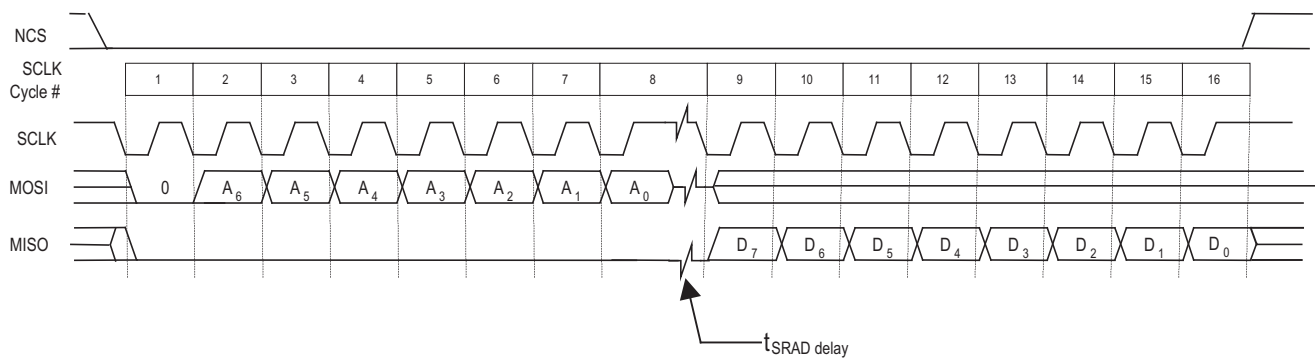 NCS
SCLK
Cycle #
1 2 3 4 5 6 7 8 9 10 11 12 13 14 15 16
SCLK
MOSI 0 A6 A5 A4 A3 A2 A1 A0
MISO D7 D6 D5 D4 D3 D2 D1 D0
tSRAD delay